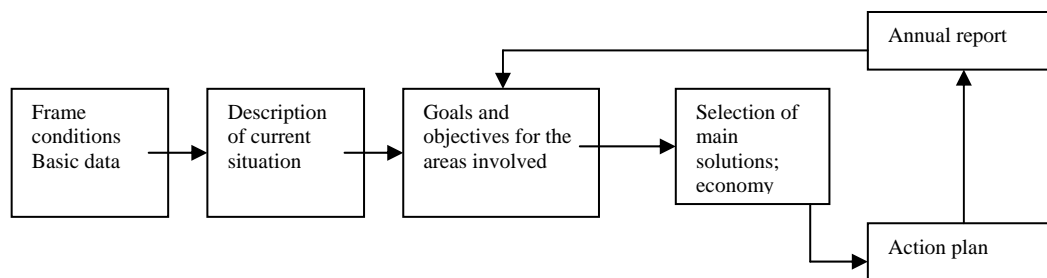 Annual report
Frame
conditions
Basic data
Description
of current
situation
Goals and
objectives for the
areas involved
Selection of
main
solutions;
economy
Action plan